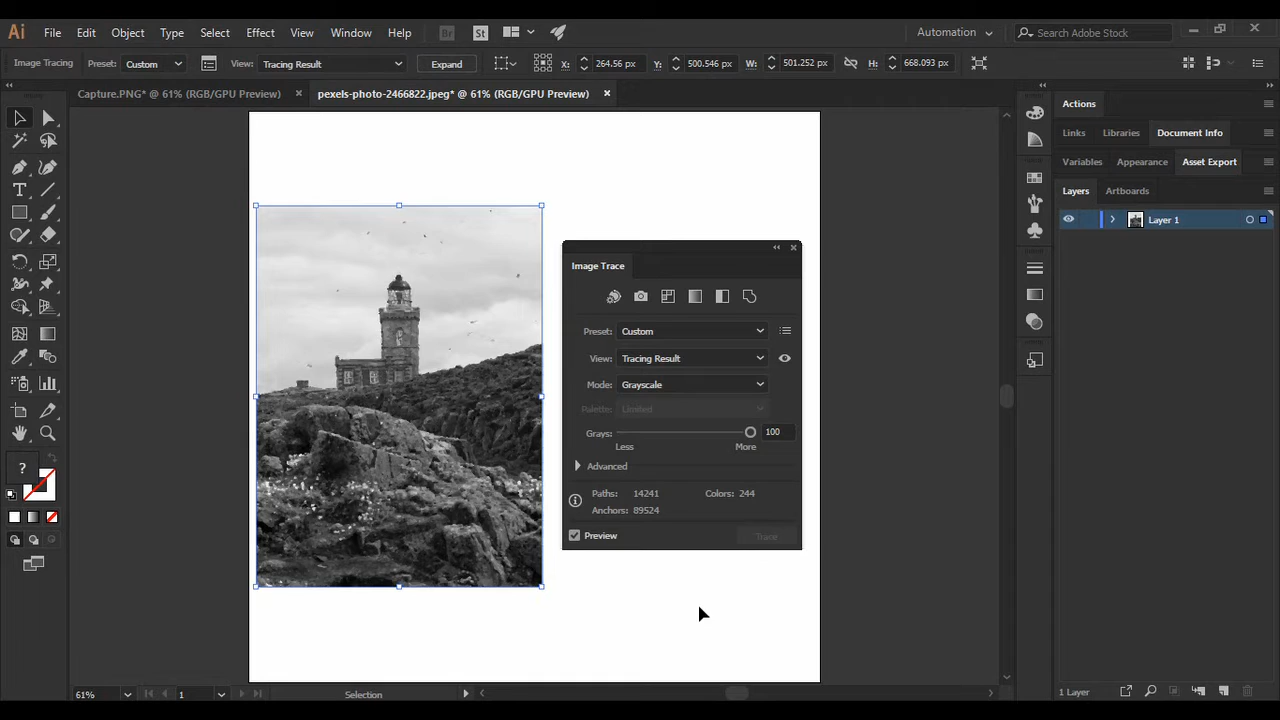 Ai File Edit Object Type Select Effect View Window Help Br St Automation Search Adobe Stock
Image Tracing Preset: Custom View: Tracing Result Expand X: 264.56 px Y: 500.546 px W: 501.252 px H: 668.093 px
Capture.PNG* @ 61% (RGB/GPU Preview) pexels-photo-2466822.jpeg* @ 61% (RGB/GPU Preview)
Actions
Links Libraries Document Info
Variables Appearance Asset Export
Layers Artboards
Layer 1
Image Trace
Preset: Custom
View: Tracing Result
Mode: Grayscale
Palette: Limited
Grays: 100
Less More
Advanced
Paths: 14241 Colors: 244
Anchors: 89524
Preview Trace
?
61% 1 Selection 1 Layer